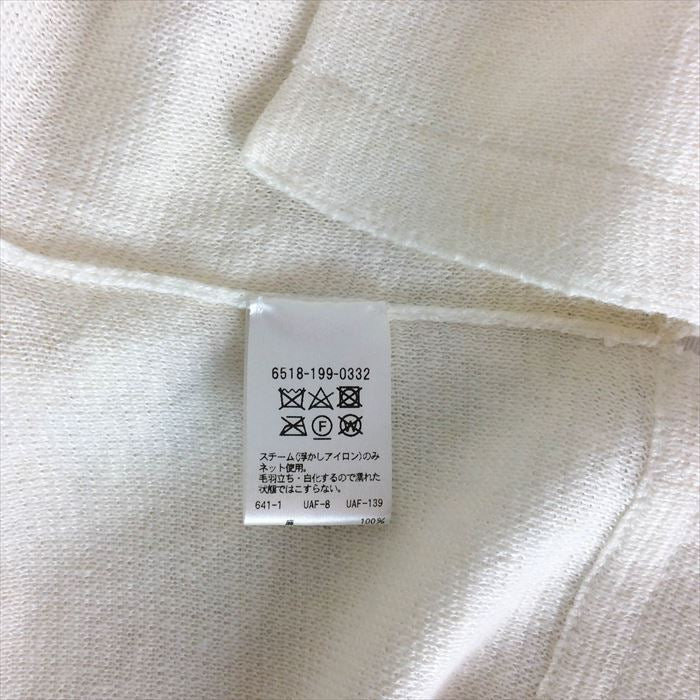 6518-199-0332
F W
スチーム(浮かしアイロン)のみ
ネット使用。
毛羽立ち・白化するので濡れた
状態ではこすらない。
641-1 UAF-8 UAF-139
100%